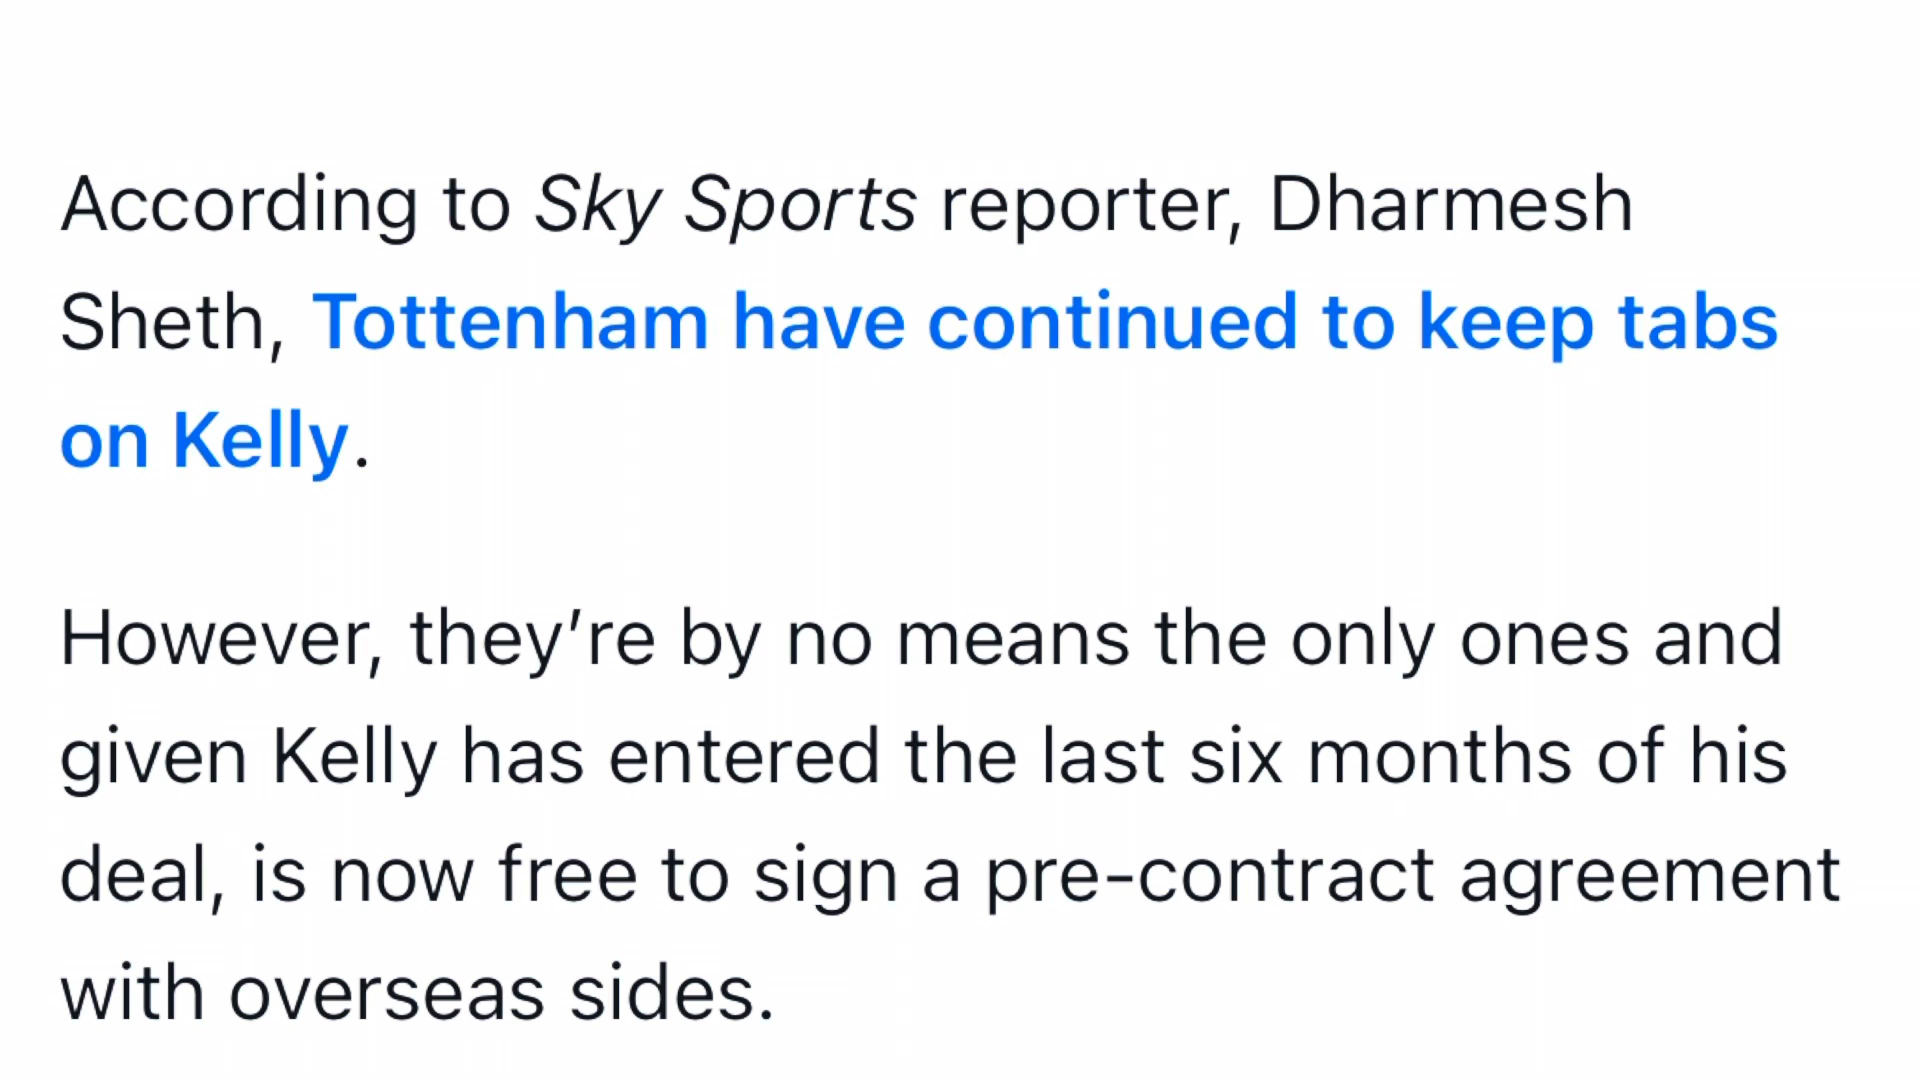 According to Sky Sports reporter, Dharmesh
Sheth, Tottenham have continued to keep tabs
on Kelly.
However, they’re by no means the only ones and
given Kelly has entered the last six months of his
deal, is now free to sign a pre-contract agreement
with overseas sides.